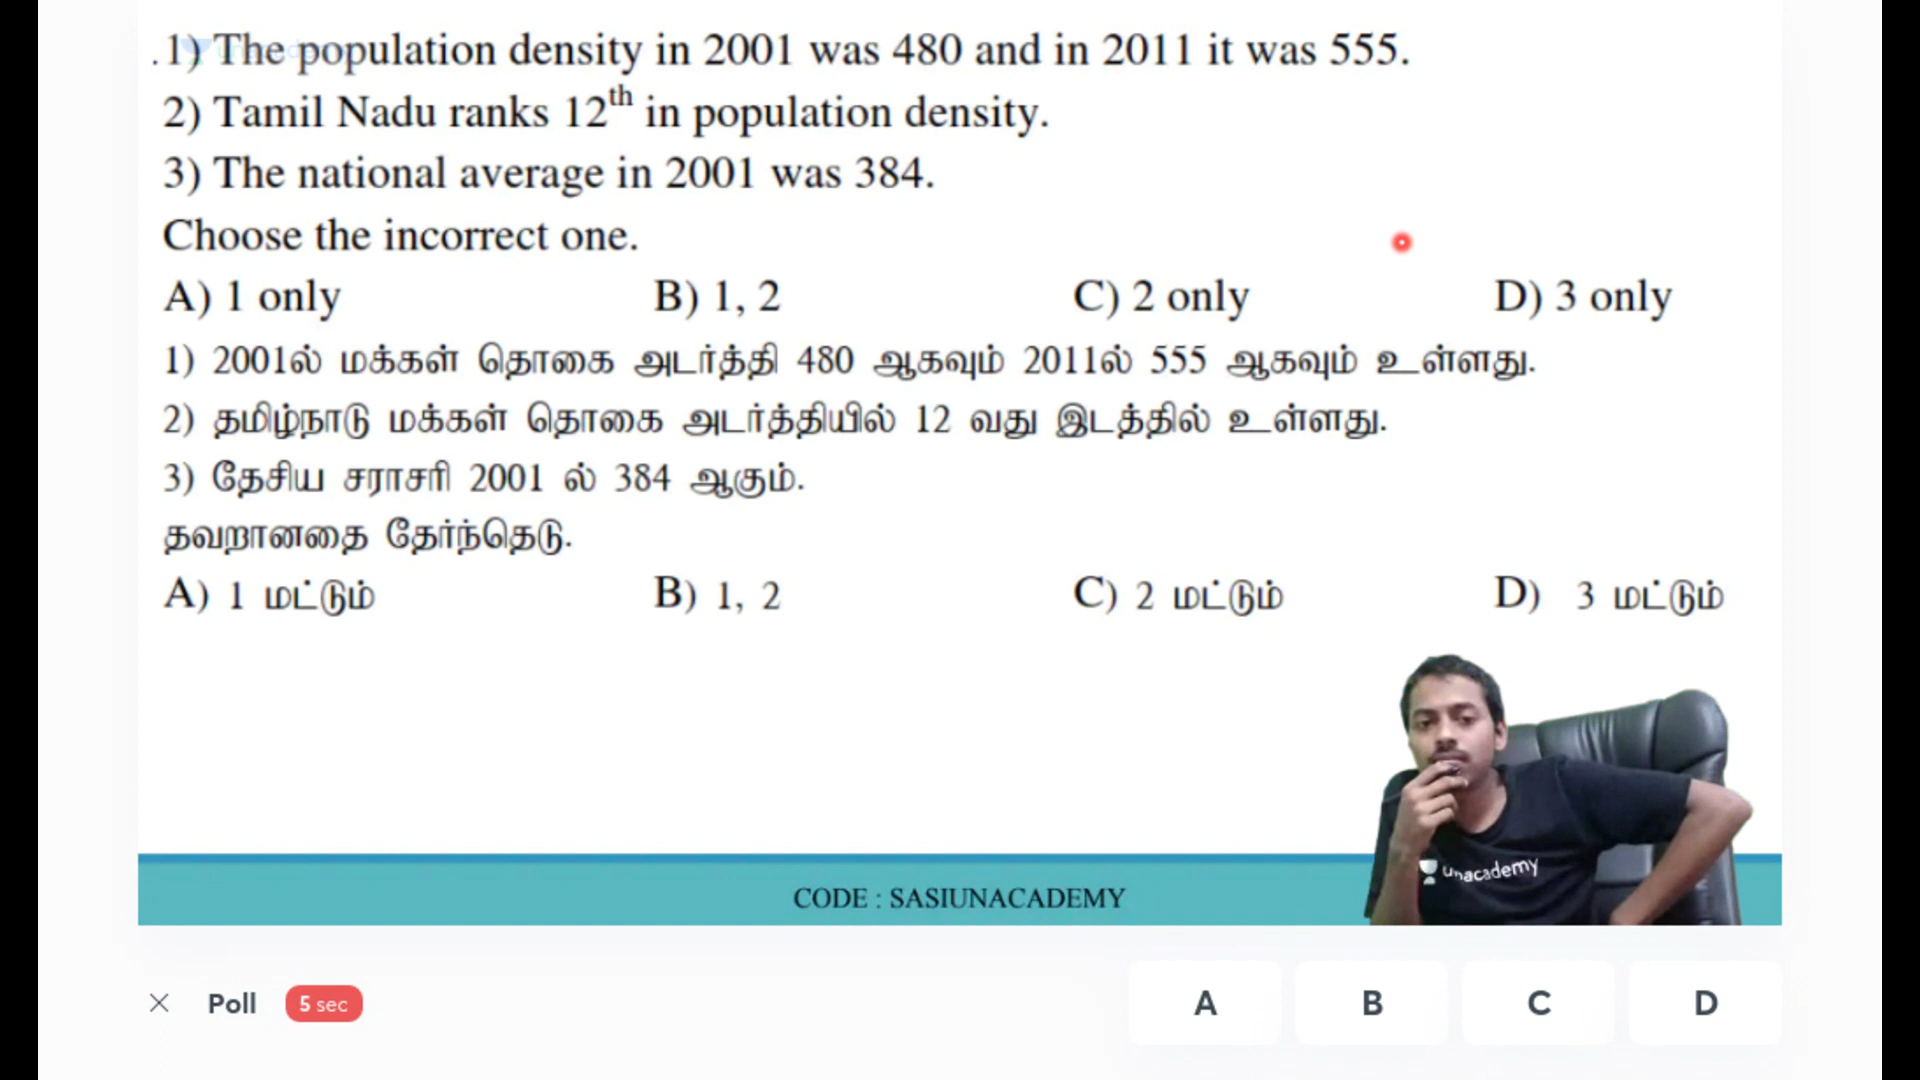 .1) The population density in 2001 was 480 and in 2011 it was 555.
2) Tamil Nadu ranks 12th in population density.
3) The national average in 2001 was 384.
Choose the incorrect one.
A) 1 only B) 1, 2 C) 2 only D) 3 only
1) 2001ல் மக்கள் தொகை அடர்த்தி 480 ஆகவும் 2011ல் 555 ஆகவும் உள்ளது.
2) தமிழ்நாடு மக்கள் தொகை அடர்த்தியில் 12 வது இடத்தில் உள்ளது.
3) தேசிய சராசரி 2001 ல் 384 ஆகும்.
தவறானதை தேர்ந்தெடு.
A) 1 மட்டும் B) 1, 2 C) 2 மட்டும் D) 3 மட்டும்
unacademy
CODE : SASIUNACADEMY
Poll 5 sec A B C D